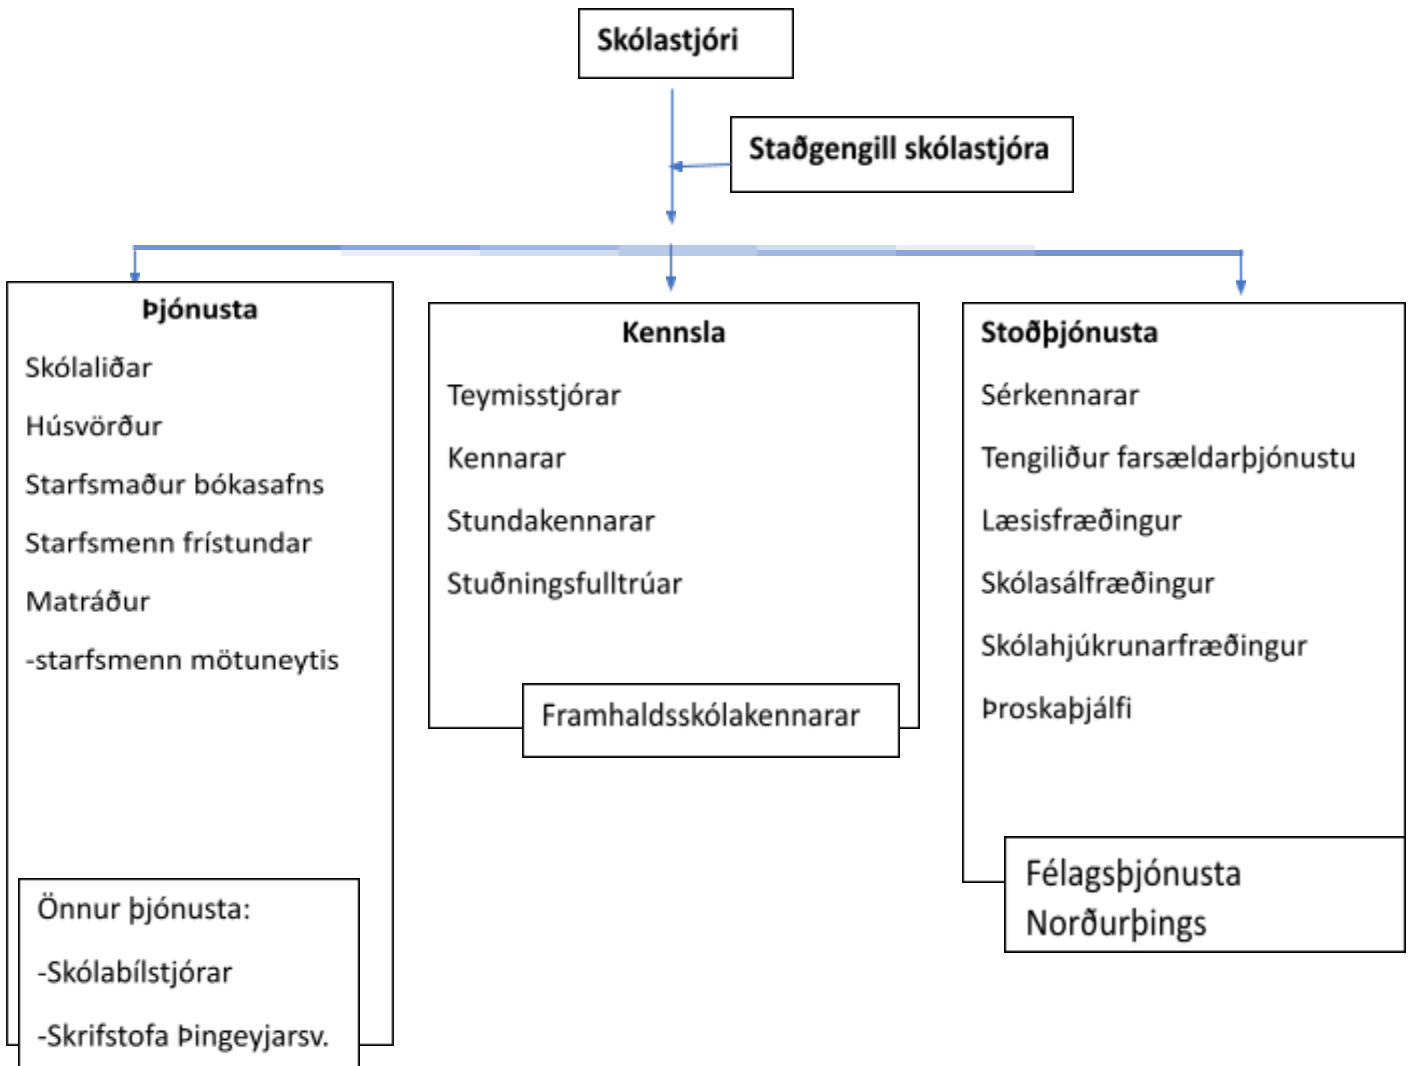 Skólastjóri
Staðgengill skólastjóra
Þjónusta
Skólaliðar
Húsvörður
Starfsmaður bókasafns
Starfsmenn frístundar
Matráður
-starfsmenn mötuneytis
Önnur þjónusta:
-Skólabílstjórar
-Skrifstofa Þingeyjarsv.
Kennsla
Teymisstjórar
Kennarar
Stundakennarar
Stuðningsfulltrúar
Framhaldsskólakennarar
Stoðþjónusta
Sérkennarar
Tengiliður farsældarþjónustu
Læsisfræðingur
Skólasálfræðingur
Skólahjúkrunarfræðingur
Þroskaþjálfi
Félagsþjónusta
Norðurþings